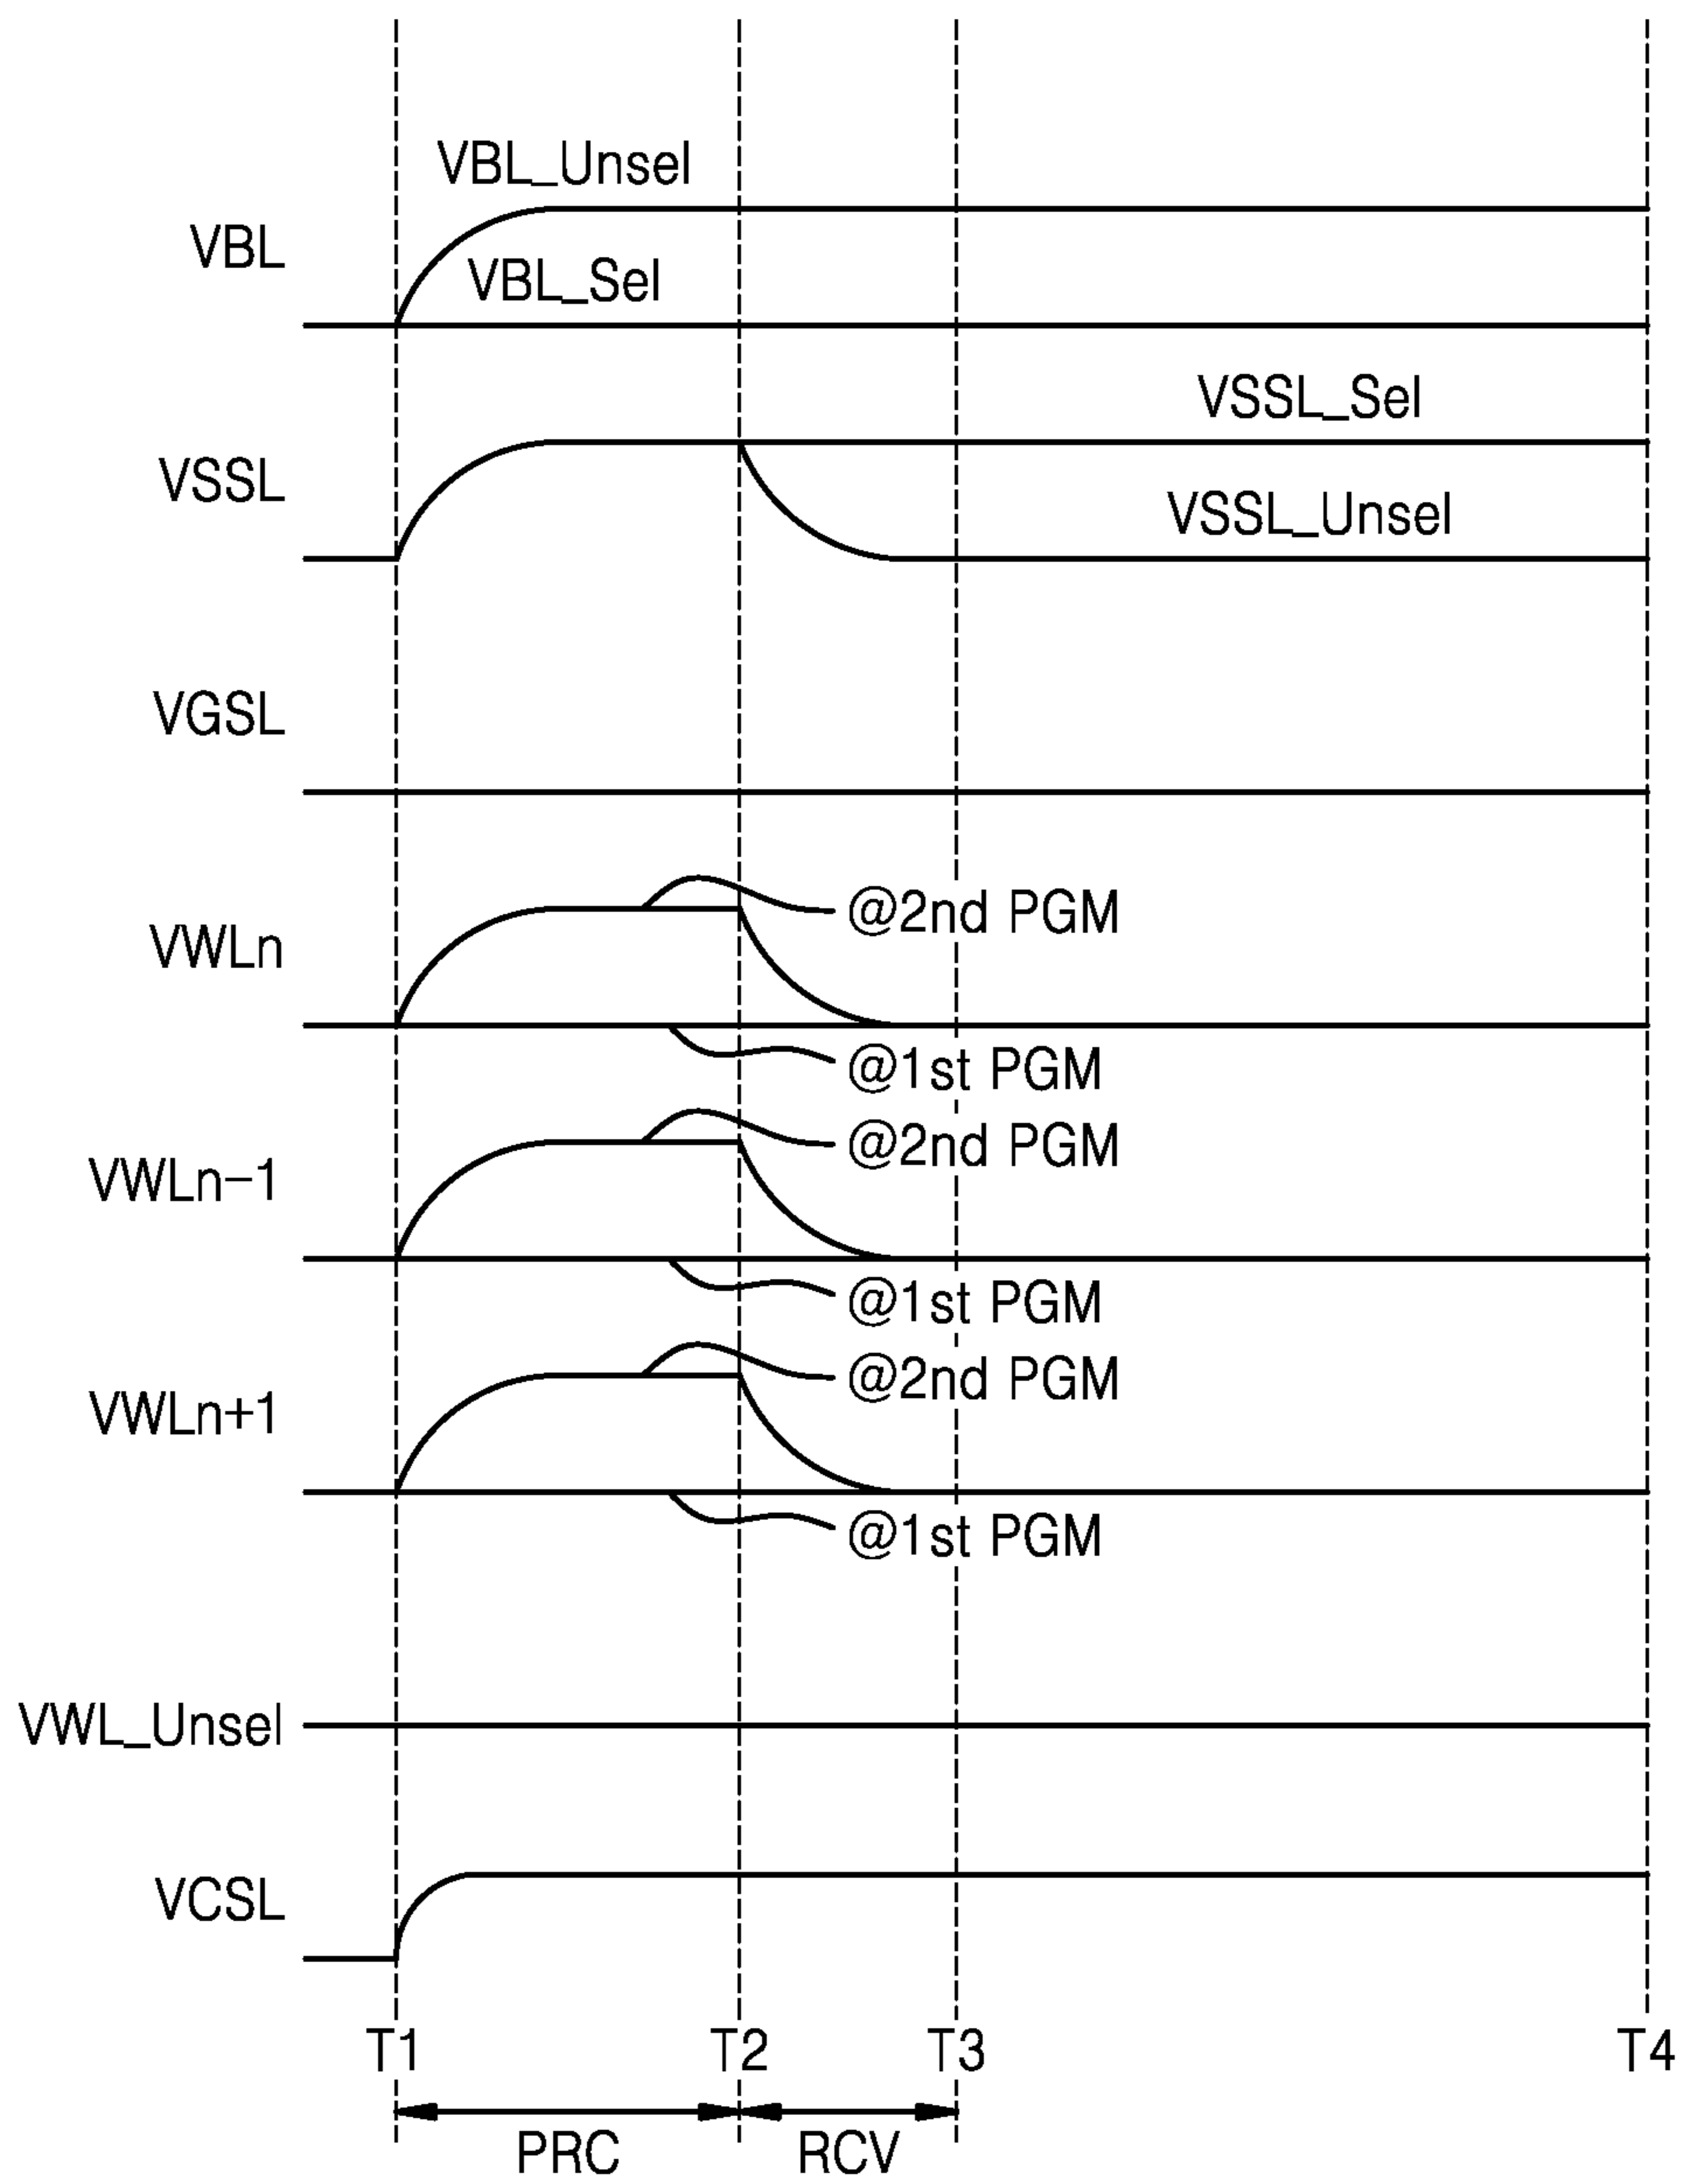 VBL_Unsel
VBL
VBL_Sel
VSSL_Sel
VSSL
VSSL_Unsel
VGSL
@2nd PGM
VWLn
@1st PGM
@2nd PGM
VWLn-1
@1st PGM
@2nd PGM
VWLn+1
@1st PGM
VWL_Unsel
VCSL
T1 T2 T3 T4
PRC RCV